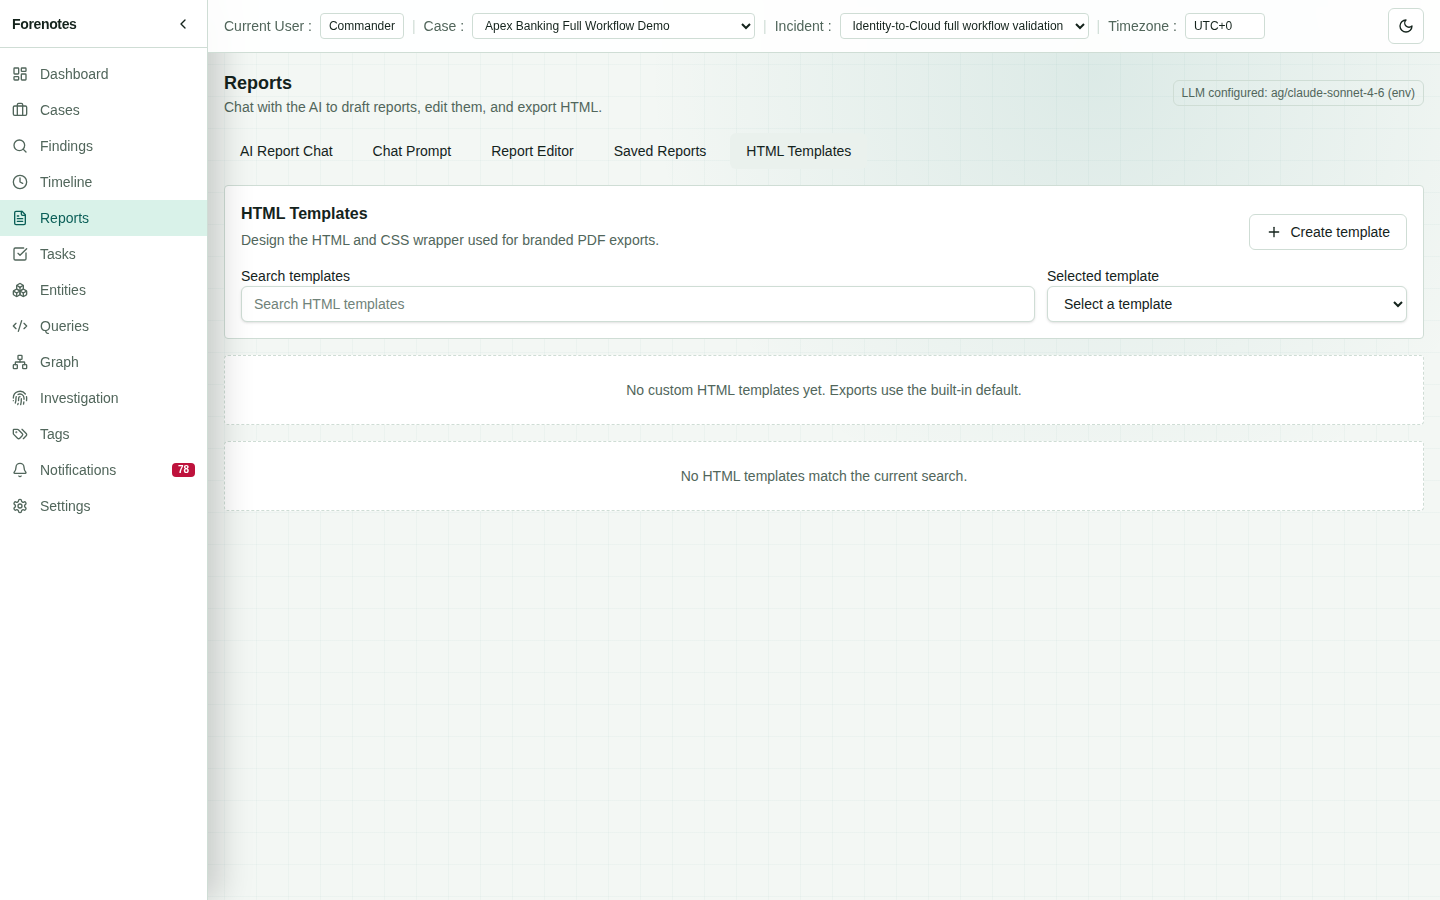 Forenotes
Current User :
Commander
Case :
Apex Banking Full Workflow Demo
Incident :
Identity-to-Cloud full workflow validation
Timezone :
UTC+0
Dashboard
Cases
Findings
Timeline
Reports
Tasks
Entities
Queries
Graph
Investigation
Tags
Notifications
78
Settings
Reports
Chat with the AI to draft reports, edit them, and export HTML.
LLM configured: ag/claude-sonnet-4-6 (env)
AI Report Chat
Chat Prompt
Report Editor
Saved Reports
HTML Templates
HTML Templates
Design the HTML and CSS wrapper used for branded PDF exports.
Create template
Search templates
Search HTML templates
Selected template
Select a template
No custom HTML templates yet. Exports use the built-in default.
No HTML templates match the current search.